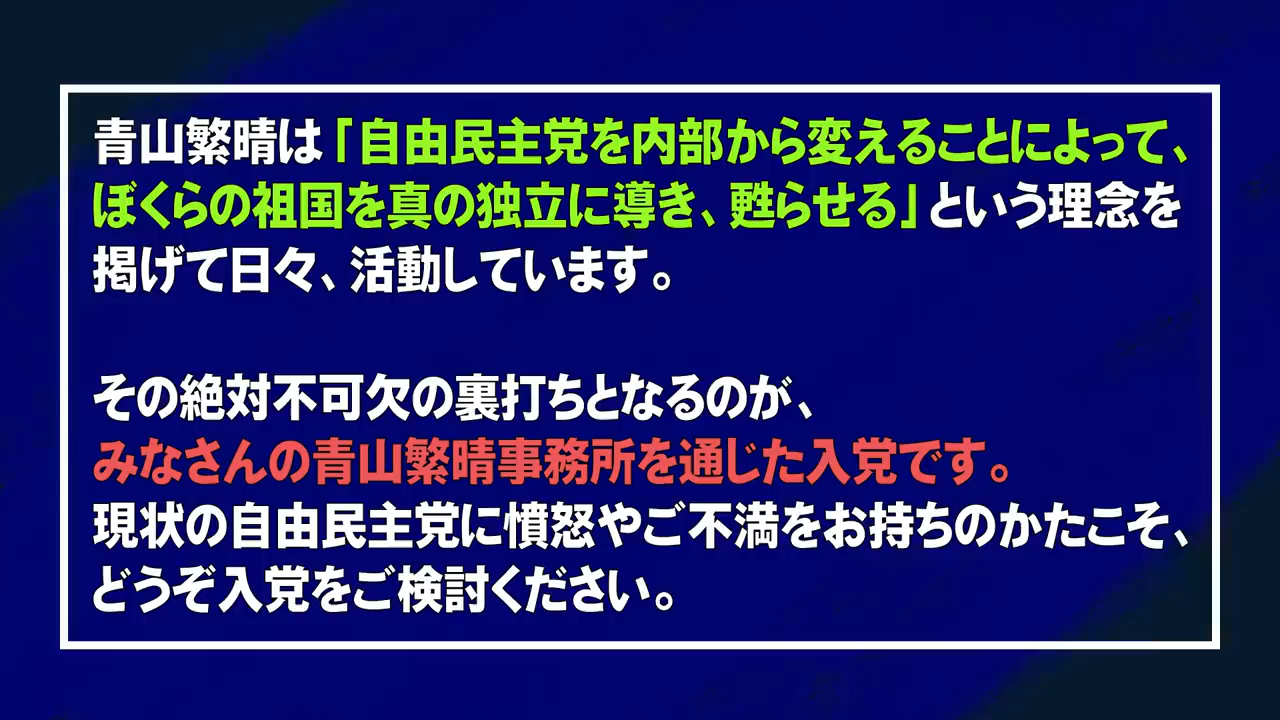 青山繁晴は「自由民主党を内部から変えることによって、
ぼくらの祖国を真の独立に導き、甦らせる」という理念を
掲げて日々、活動しています。
その絶対不可欠の裏打ちとなるのが、
みなさんの青山繁晴事務所を通じた入党です。
現状の自由民主党に憤怒やご不満をお持ちのかたこそ、
どうぞ入党をご検討ください。